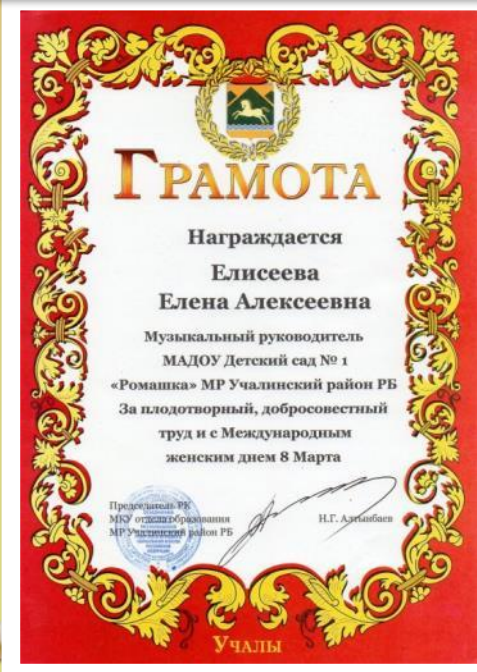 ГРАМОТА
Награждается
Елисеева
Елена Алексеевна
Музыкальный руководитель
МАДОУ Детский сад № 1
«Ромашка» МР Учалинский район РБ
За плодотворный, добросовестный
труд и с Международным
женским днем 8 Марта
Председатель РК
МКУ отдела образования
Н.Г. Алтынбаев
МР Учалинский район РБ
УЧАЛЫ